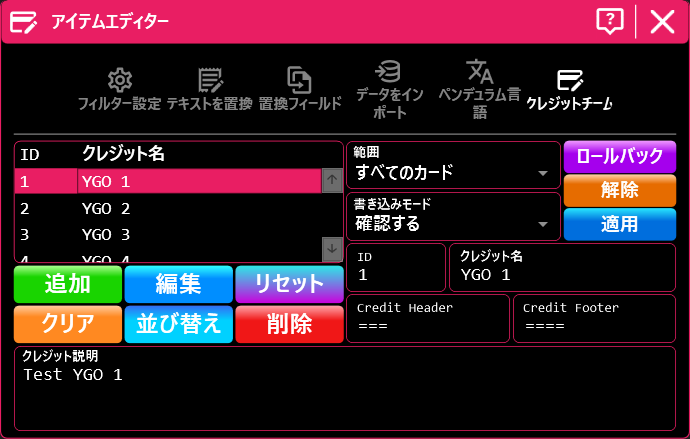 アイテムエディター
フィルター設定
テキストを置換
置換フィールド
データをイン
ポート
ペンデュラム言
語
クレジットチーム
ID クレジット名
1 YGO 1
2 YGO 2
3 YGO 3
4 YGO 4
追加 編集 リセット
クリア 並び替え 削除
範囲
すべてのカード
書き込みモード
確認する
ロールバック
解除
適用
ID
1
クレジット名
YGO 1
Credit Header
===
Credit Footer
====
クレジット説明
Test YGO 1